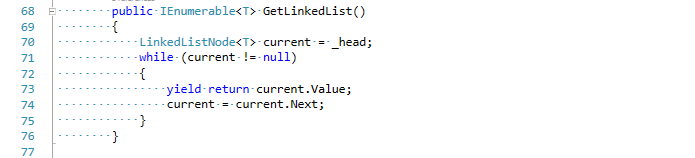 68 public IEnumerable<T> GetLinkedList()
69 {
70 LinkedListNode<T> current = _head;
71 while (current != null)
72 {
73 yield return current.Value;
74 current = current.Next;
75 }
76 }
77